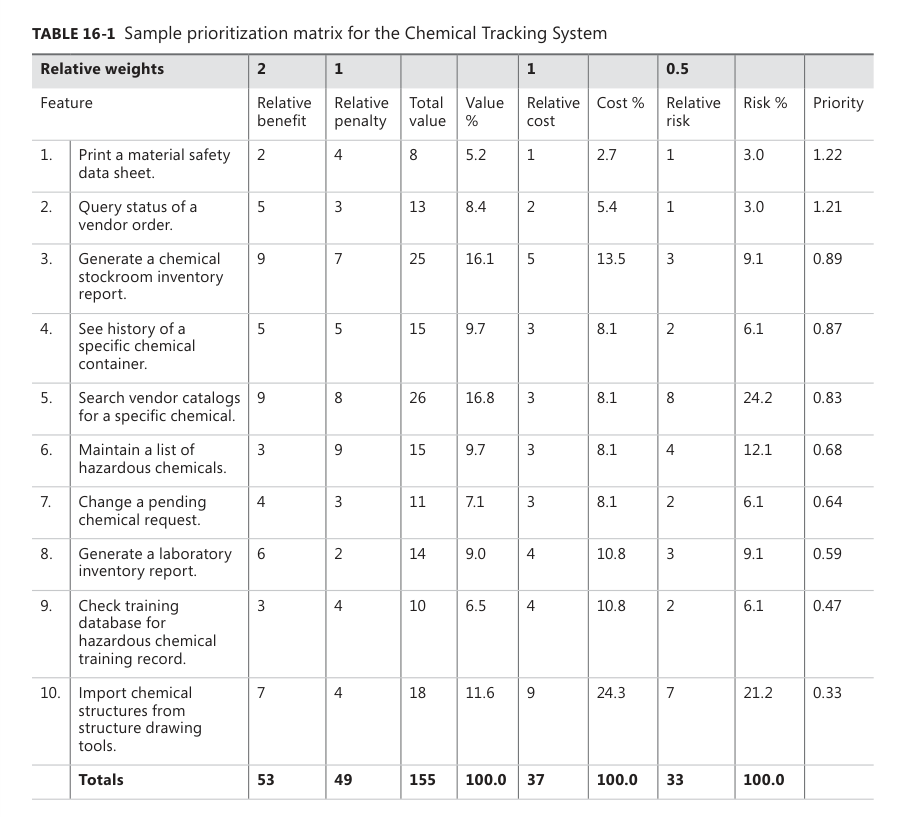 TABLE 16-1 Sample prioritization matrix for the Chemical Tracking System
Relative weights 2 1 1 0.5
Feature Relative benefit Relative penalty Total value Value % Relative cost Cost % Relative risk Risk % Priority
1. Print a material safety data sheet. 2 4 8 5.2 1 2.7 1 3.0 1.22
2. Query status of a vendor order. 5 3 13 8.4 2 5.4 1 3.0 1.21
3. Generate a chemical stockroom inventory report. 9 7 25 16.1 5 13.5 3 9.1 0.89
4. See history of a specific chemical container. 5 5 15 9.7 3 8.1 2 6.1 0.87
5. Search vendor catalogs for a specific chemical. 9 8 26 16.8 3 8.1 8 24.2 0.83
6. Maintain a list of hazardous chemicals. 3 9 15 9.7 3 8.1 4 12.1 0.68
7. Change a pending chemical request. 4 3 11 7.1 3 8.1 2 6.1 0.64
8. Generate a laboratory inventory report. 6 2 14 9.0 4 10.8 3 9.1 0.59
9. Check training database for hazardous chemical training record. 3 4 10 6.5 4 10.8 2 6.1 0.47
10. Import chemical structures from structure drawing tools. 7 4 18 11.6 9 24.3 7 21.2 0.33
Totals 53 49 155 100.0 37 100.0 33 100.0